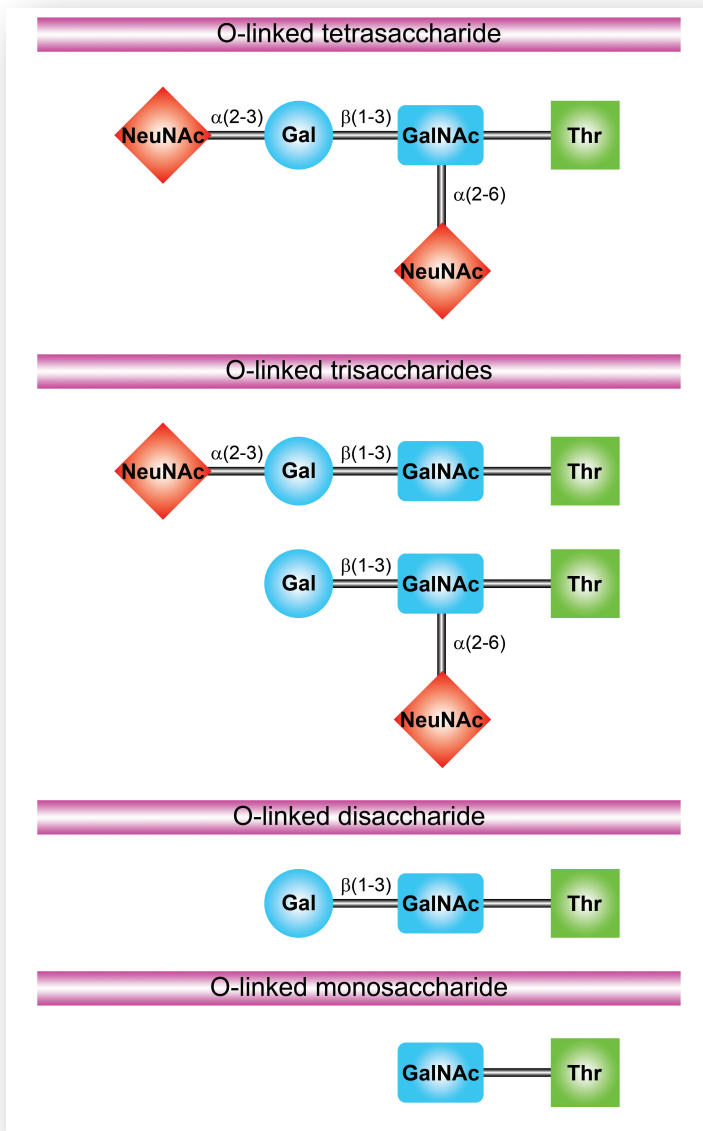 O-linked tetrasaccharide
NeuNAc α(2-3) Gal β(1-3) GalNAc Thr
α(2-6)
NeuNAc
O-linked trisaccharides
NeuNAc α(2-3) Gal β(1-3) GalNAc Thr
Gal β(1-3) GalNAc Thr
α(2-6)
NeuNAc
O-linked disaccharide
Gal β(1-3) GalNAc Thr
O-linked monosaccharide
GalNAc Thr